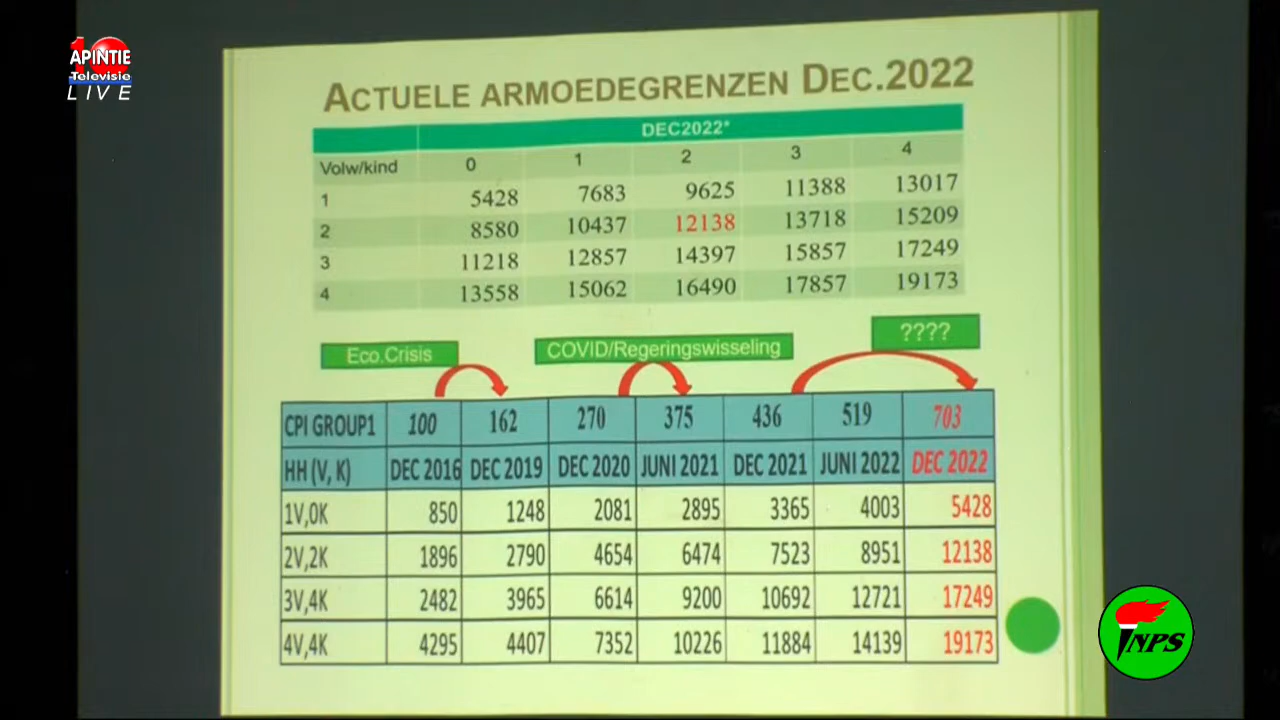 10
APINTIE
Televisie
LIVE
ACTUELE ARMOEDEGRENZEN DEC.2022
DEC2022*
Volw/kind 0 1 2 3 4
1 5428 7683 9625 11388 13017
2 8580 10437 12138 13718 15209
3 11218 12857 14397 15857 17249
4 13558 15062 16490 17857 19173
Eco.Crisis COVID/Regeringswisseling ????
CPI GROUP1 100 162 270 375 436 519 703
HH (V, K) DEC 2016 DEC 2019 DEC 2020 JUNI 2021 DEC 2021 JUNI 2022 DEC 2022
1V,0K 850 1248 2081 2895 3365 4003 5428
2V,2K 1896 2790 4654 6474 7523 8951 12138
3V,4K 2482 3965 6614 9200 10692 12721 17249
4V,4K 4295 4407 7352 10226 11884 14139 19173
NPS